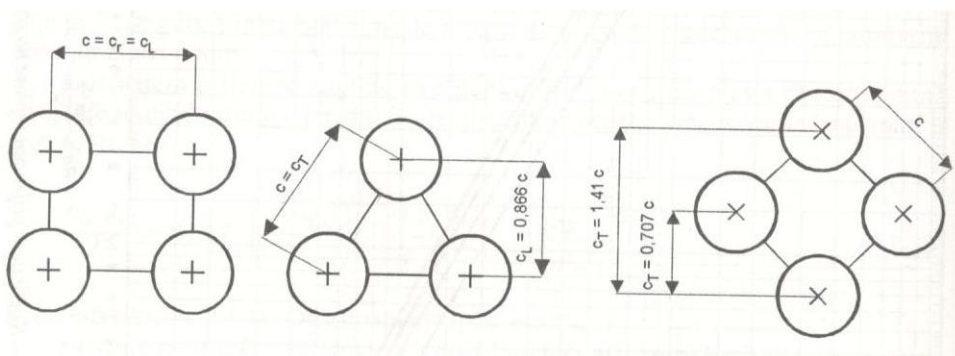 c = c_r = c_L
c = c_T
c_L = 0,866 c
c_T = 1,41 c
c_T = 0,707 c
c